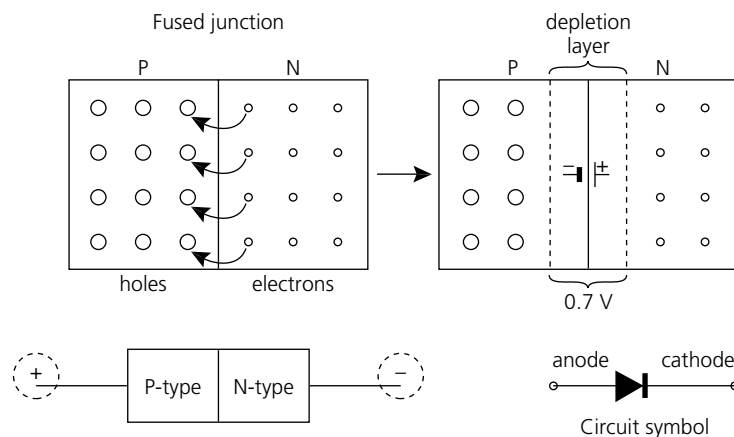 Fused junction
P
N
holes
electrons
depletion
layer
P
N
−
+
0.7 V
+
P-type
N-type
−
anode
cathode
Circuit symbol